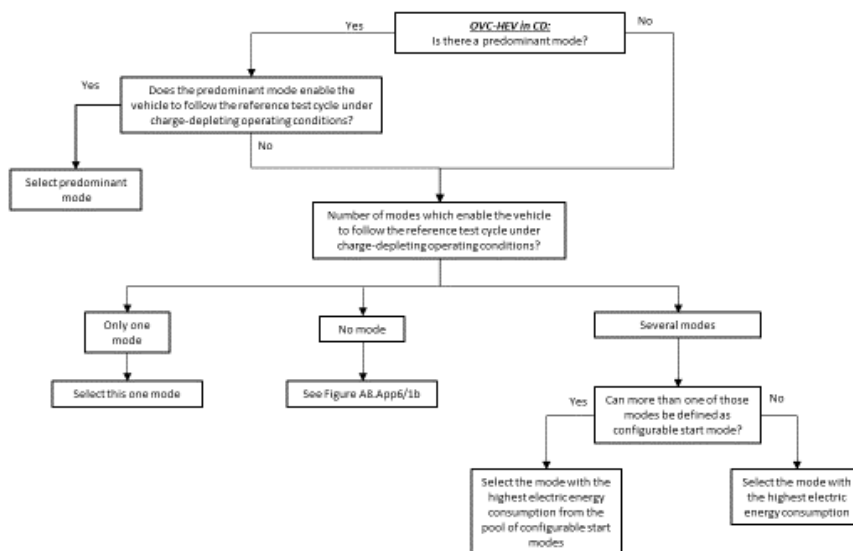 OVC-HEV in CD:
Is there a predominant mode?
Yes
No
Does the predominant mode enable the
vehicle to follow the reference test cycle under
charge-depleting operating conditions?
Yes
No
Select predominant
mode
Number of modes which enable the vehicle
to follow the reference test cycle under
charge-depleting operating conditions?
Only one
mode
No mode
Several modes
Select this one mode
See Figure A8.App6/1b
Can more than one of those
modes be defined as
configurable start mode?
Yes
No
Select the mode with the
highest electric energy
consumption from the
pool of configurable start
modes
Select the mode with
the highest electric
energy consumption